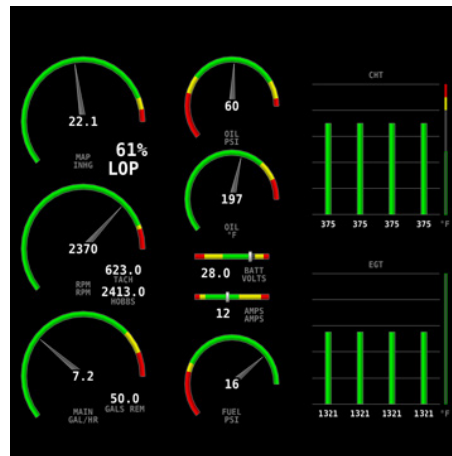 22.1
MAP
INHG
61%
LOP
2370
RPM
RPM
623.0
TACH
2413.0
HOBBS
7.2
MAIN
GAL/HR
50.0
GALS REM
60
OIL
PSI
197
OIL
°F
28.0
BATT
VOLTS
12
AMPS
AMPS
16
FUEL
PSI
CHT
375 375 375 375 °F
EGT
1321 1321 1321 1321 °F